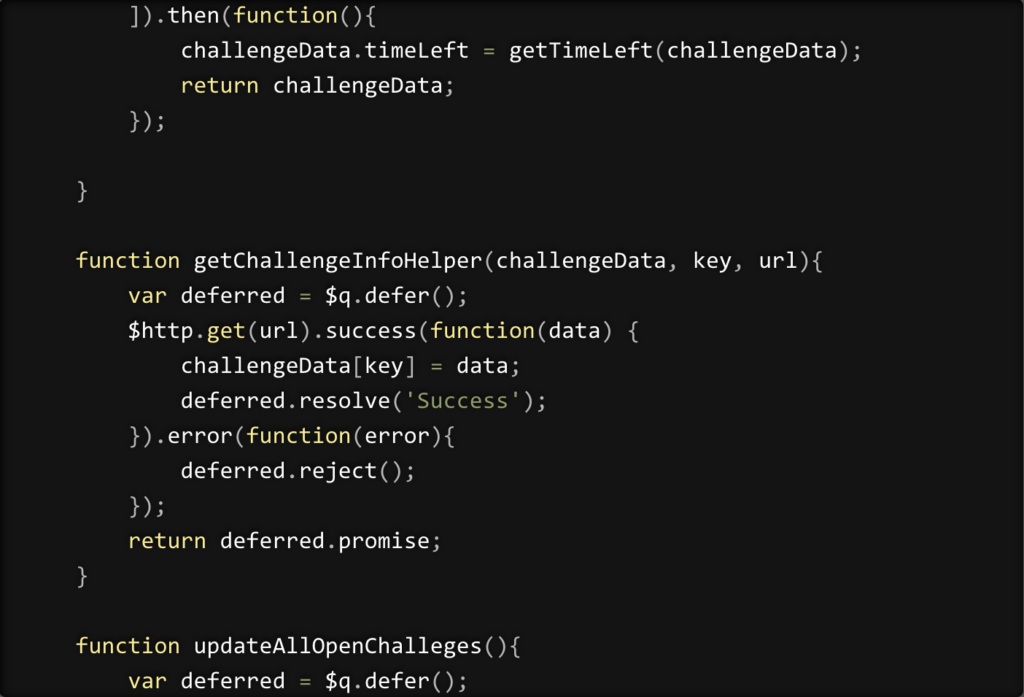 ]).then(function(){
challengeData.timeLeft = getTimeLeft(challengeData);
return challengeData;
});
}
function getChallengeInfoHelper(challengeData, key, url){
var deferred = $q.defer();
$http.get(url).success(function(data) {
challengeData[key] = data;
deferred.resolve('Success');
}).error(function(error){
deferred.reject();
});
return deferred.promise;
}
function updateAllOpenChalleges(){
var deferred = $q.defer();